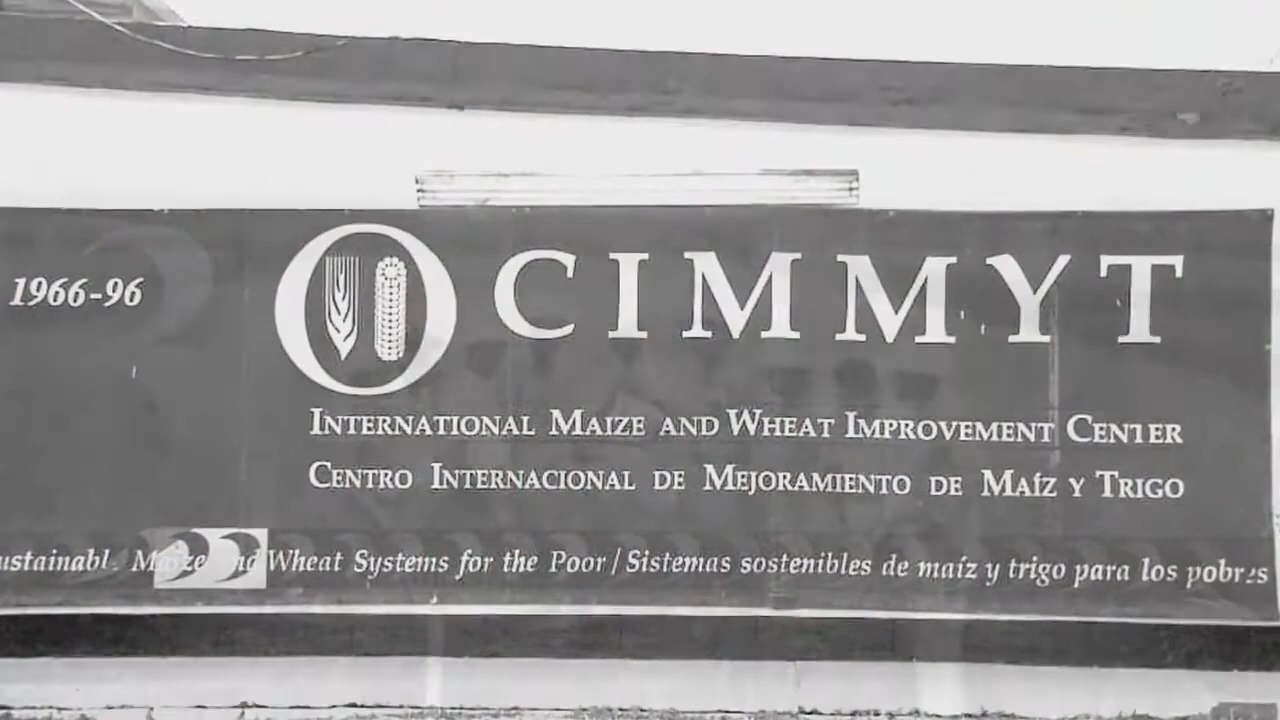 1966-96
CIMMYT
INTERNATIONAL MAIZE AND WHEAT IMPROVEMENT CENTER
CENTRO INTERNACIONAL DE MEJORAMIENTO DE MAÍZ Y TRIGO
Wheat Systems for the Poor / Sistemas sostenibles de maíz y trigo para los pobres